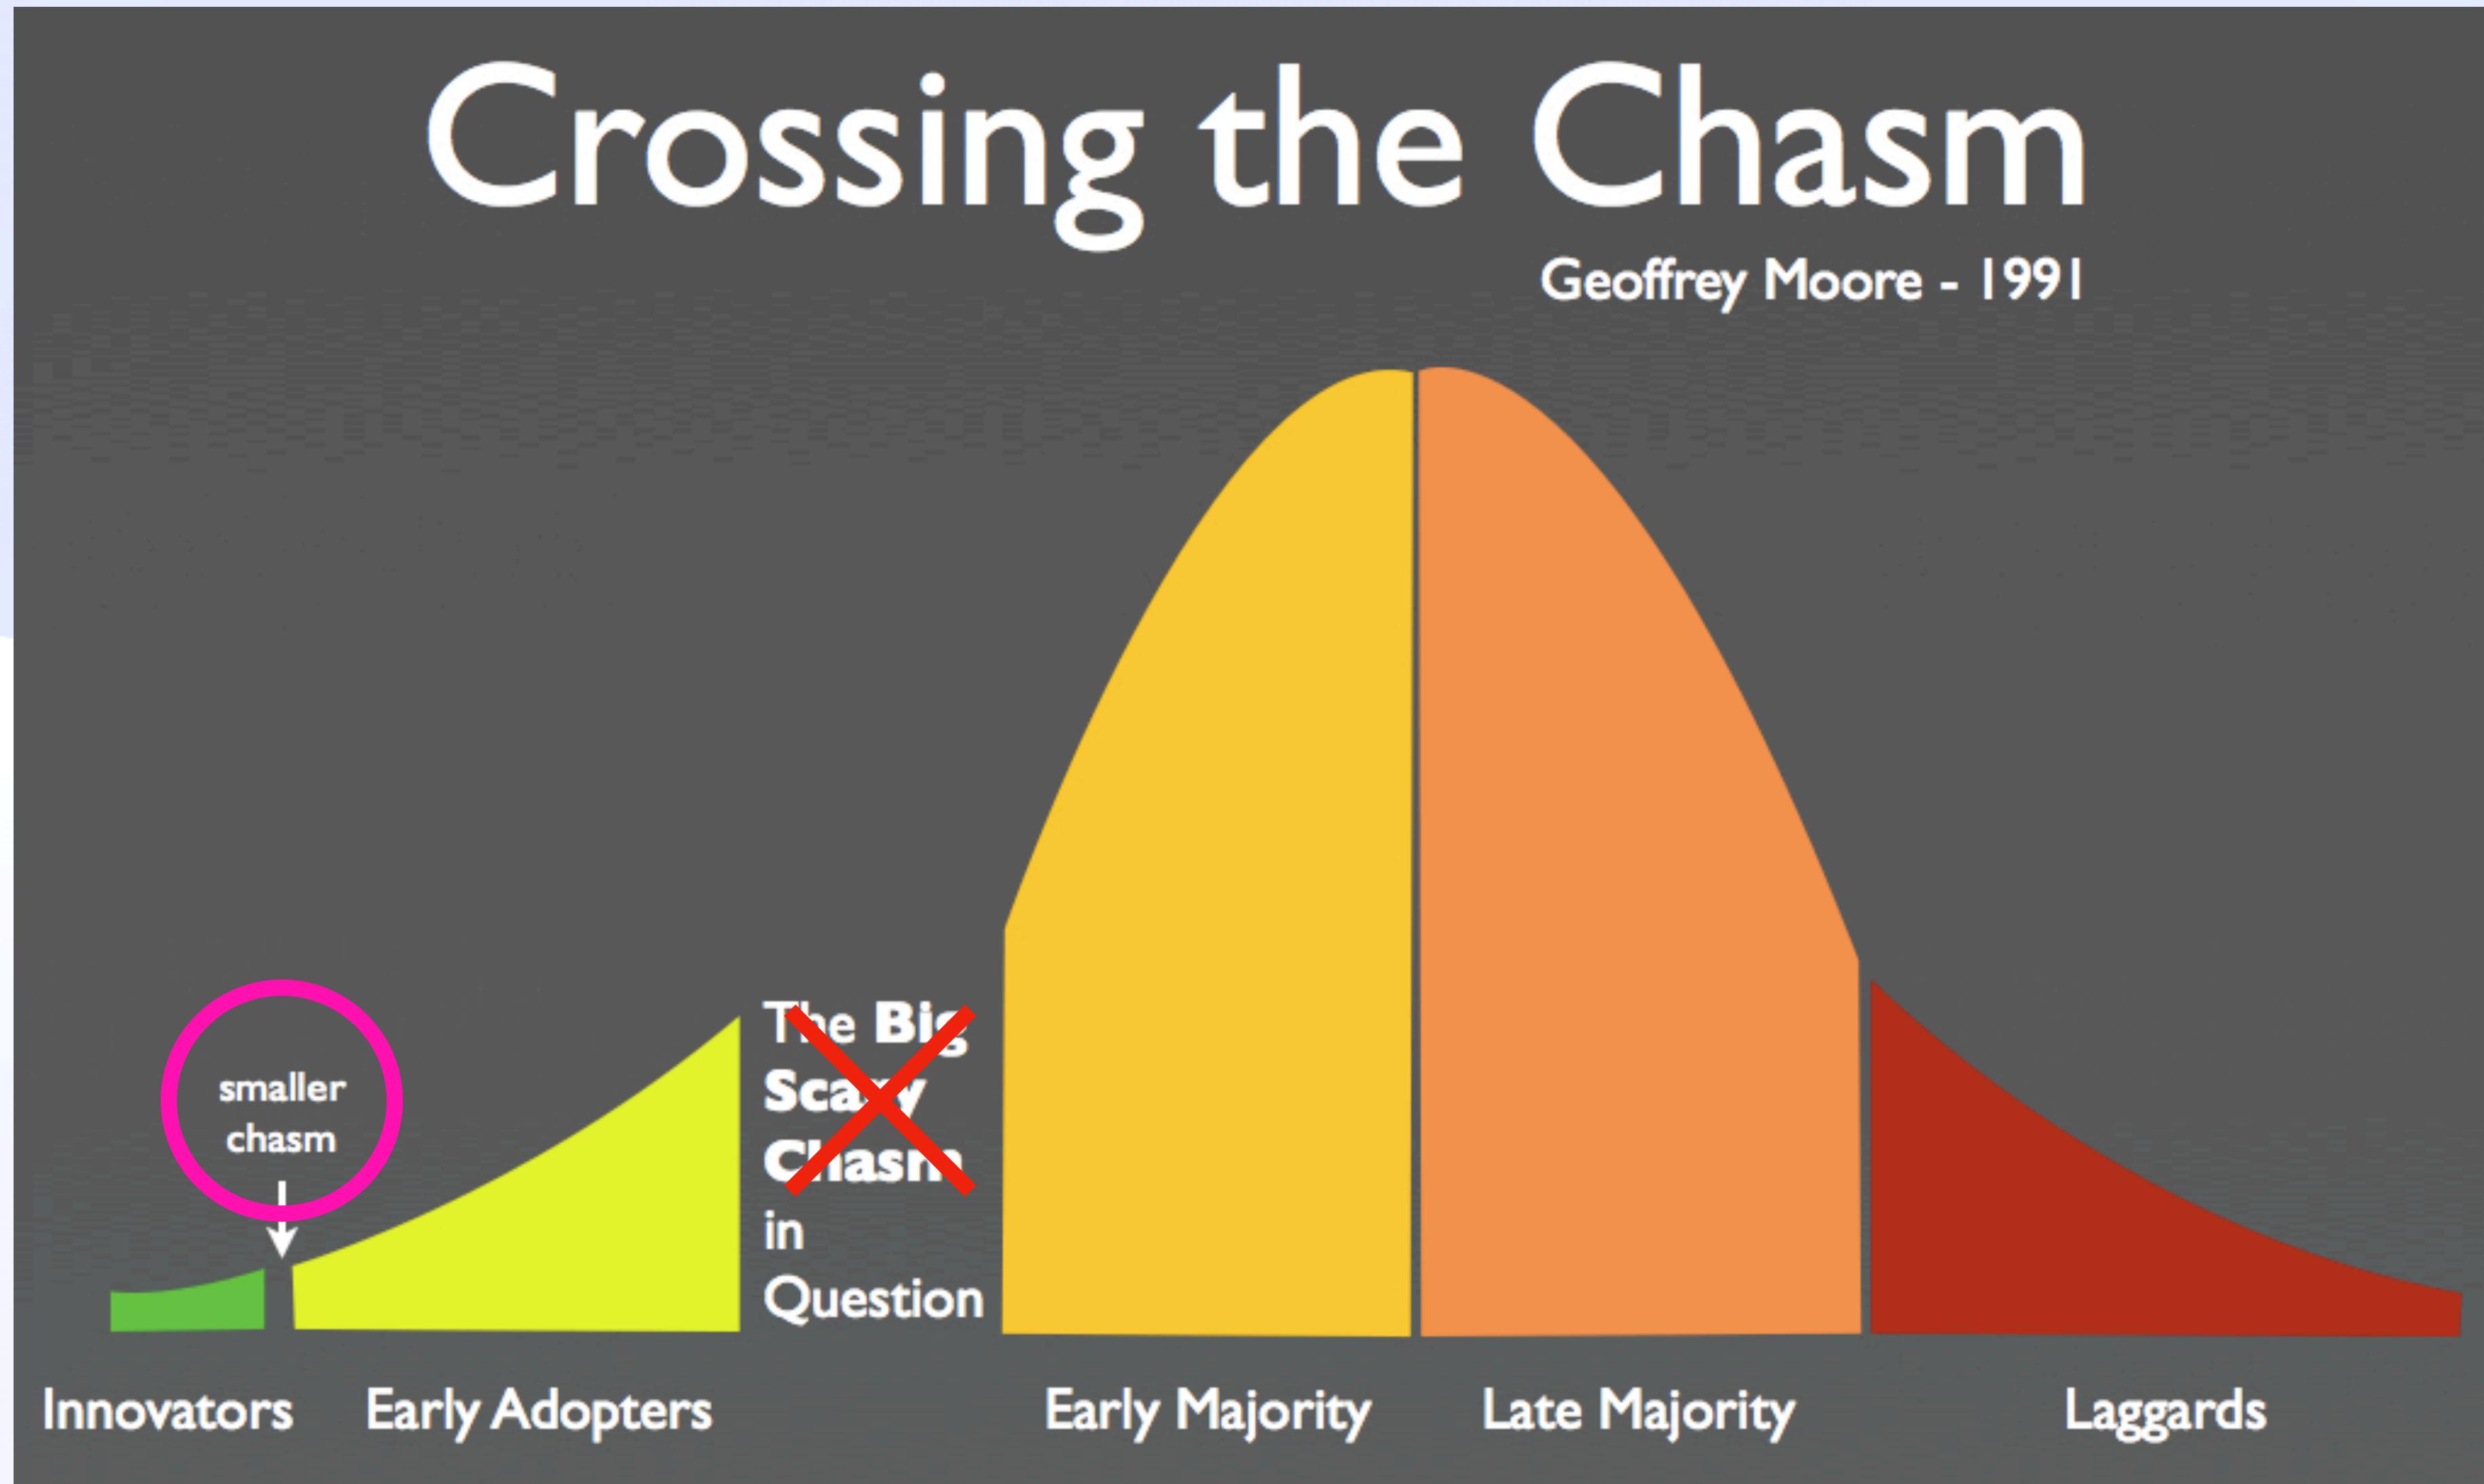 Crossing the Chasm
Geoffrey Moore - 1991
smaller
chasm
The Big
Scary
Chasm
in
Question
Innovators
Early Adopters
Early Majority
Late Majority
Laggards